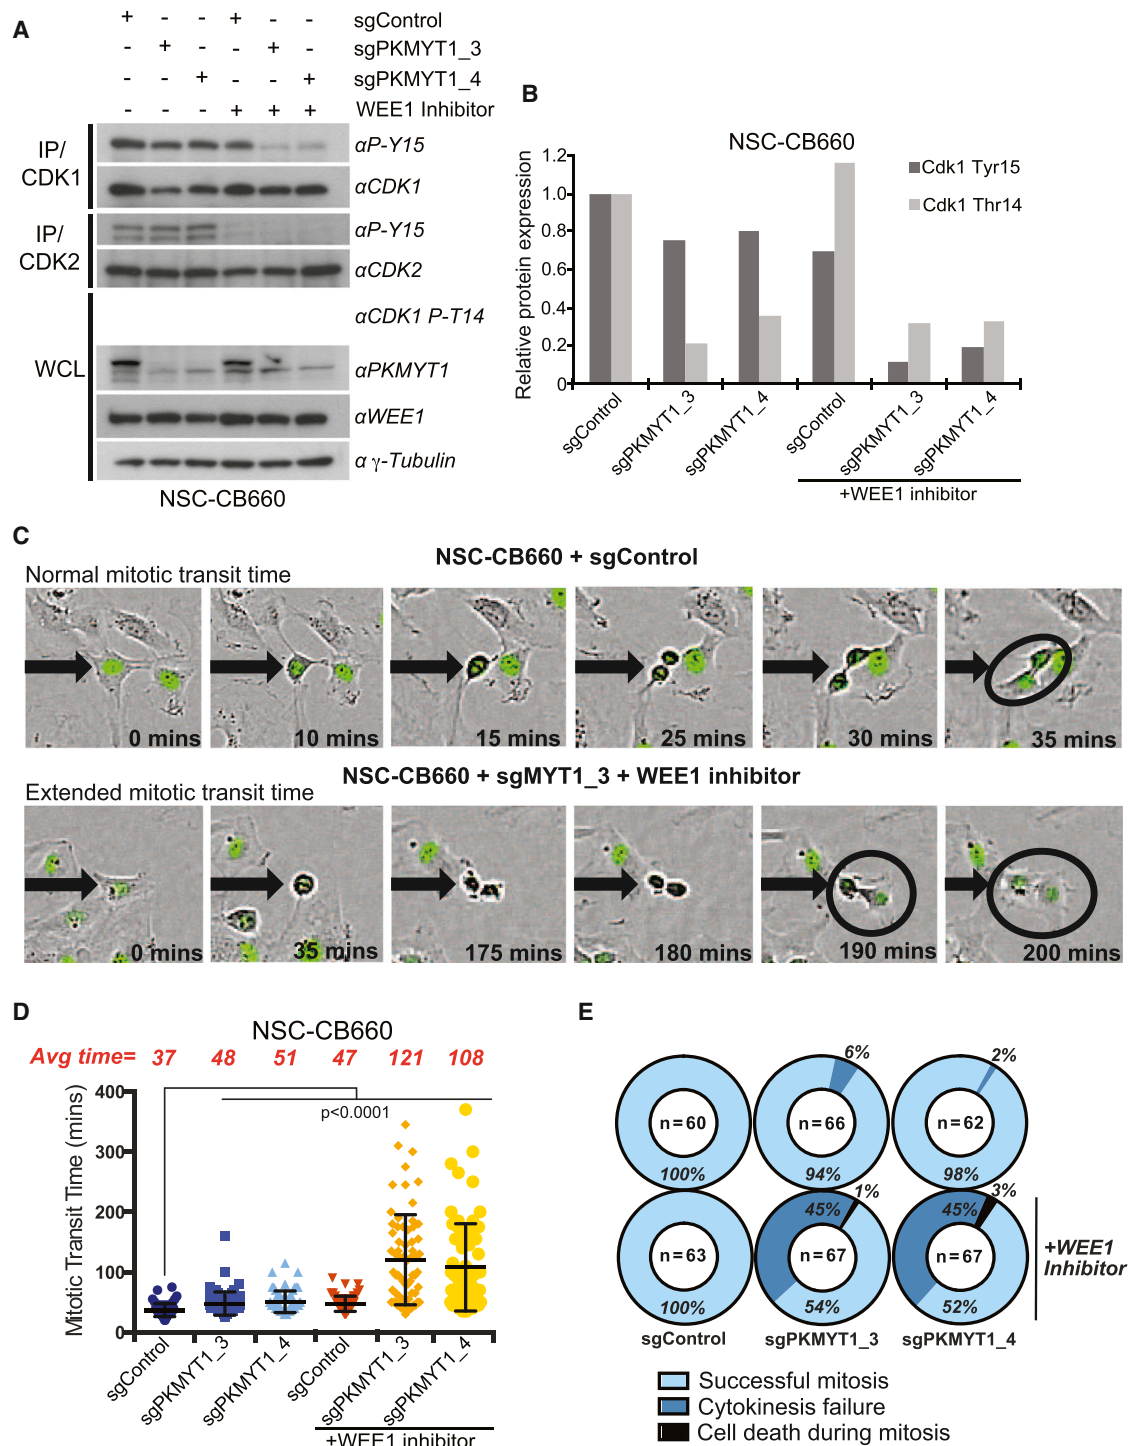 A
+ - - + - - sgControl
- + - - + - sgPKMYT1_3
- - + - - + sgPKMYT1_4
- - - + + + WEE1 Inhibitor
IP/
CDK1
αP-Y15
αCDK1
IP/
CDK2
αP-Y15
αCDK2
WCL
αCDK1 P-T14
αPKMYT1
αWEE1
α γ-Tubulin
NSC-CB660
B
NSC-CB660
Relative protein expression
1.2
1.0
0.8
0.6
0.4
0.2
0
Cdk1 Tyr15
Cdk1 Thr14
sgControl
sgPKMYT1_3
sgPKMYT1_4
sgControl
sgPKMYT1_3
sgPKMYT1_4
+WEE1 inhibitor
C
NSC-CB660 + sgControl
Normal mitotic transit time
0 mins
10 mins
15 mins
25 mins
30 mins
35 mins
NSC-CB660 + sgMYT1_3 + WEE1 inhibitor
Extended mitotic transit time
0 mins
35 mins
175 mins
180 mins
190 mins
200 mins
D
NSC-CB660
Avg time= 37 48 51 47 121 108
Mitotic Transit Time (mins)
400
300
200
100
0
p<0.0001
sgControl
sgPKMYT1_3
sgPKMYT1_4
sgControl
sgPKMYT1_3
sgPKMYT1_4
+WEE1 inhibitor
E
n=60
100%
6%
n=66
94%
2%
n=62
98%
n=63
100%
1%
45%
n=67
54%
3%
45%
n=67
52%
+WEE1
Inhibitor
sgControl
sgPKMYT1_3
sgPKMYT1_4
Successful mitosis
Cytokinesis failure
Cell death during mitosis